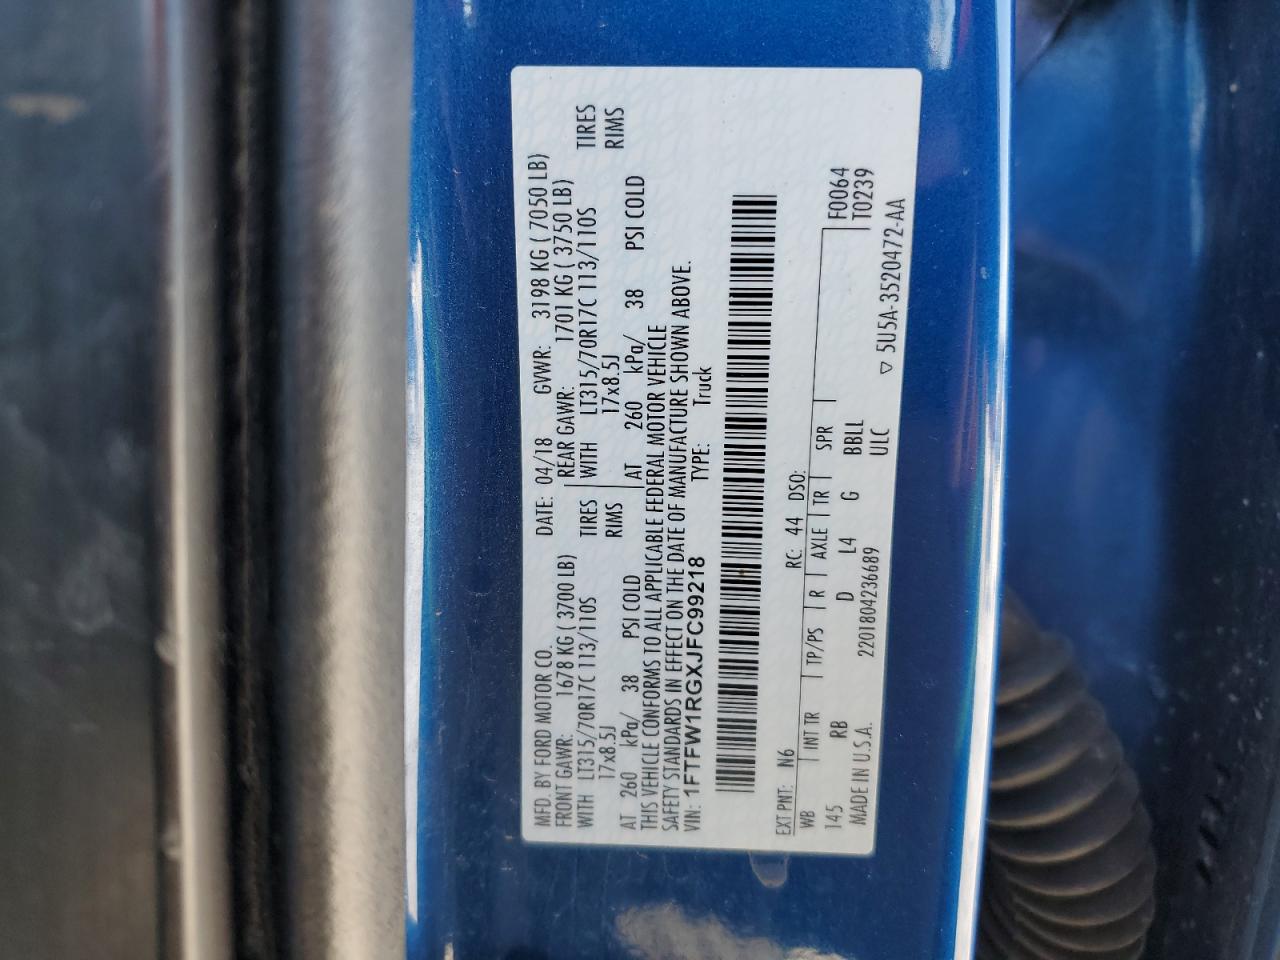 MFD. BY FORD MOTOR CO. DATE: 04/18 GVWR: 3198 KG ( 7050 LB)
FRONT GAWR: 1678 KG ( 3700 LB) REAR GAWR: 1701 KG ( 3750 LB)
WITH LT315/70R17C 113/110S TIRES WITH LT315/70R17C 113/110S TIRES
17x8.5J RIMS 17x8.5J RIMS
AT 260 kPa/ 38 PSI COLD AT 260 kPa/ 38 PSI COLD
THIS VEHICLE CONFORMS TO ALL APPLICABLE FEDERAL MOTOR VEHICLE
SAFETY STANDARDS IN EFFECT ON THE DATE OF MANUFACTURE SHOWN ABOVE.
VIN: 1FTFW1RGXJFC99218 TYPE: Truck
EXT PNT: N6 RC: 44 DSO:
WB INT TR TP/PS R AXLE TR SPR F0064
145 RB D L4 G BBLL T0239
MADE IN U.S.A. 2201804236689 ULC
▽ 5U5A-3520472-AA